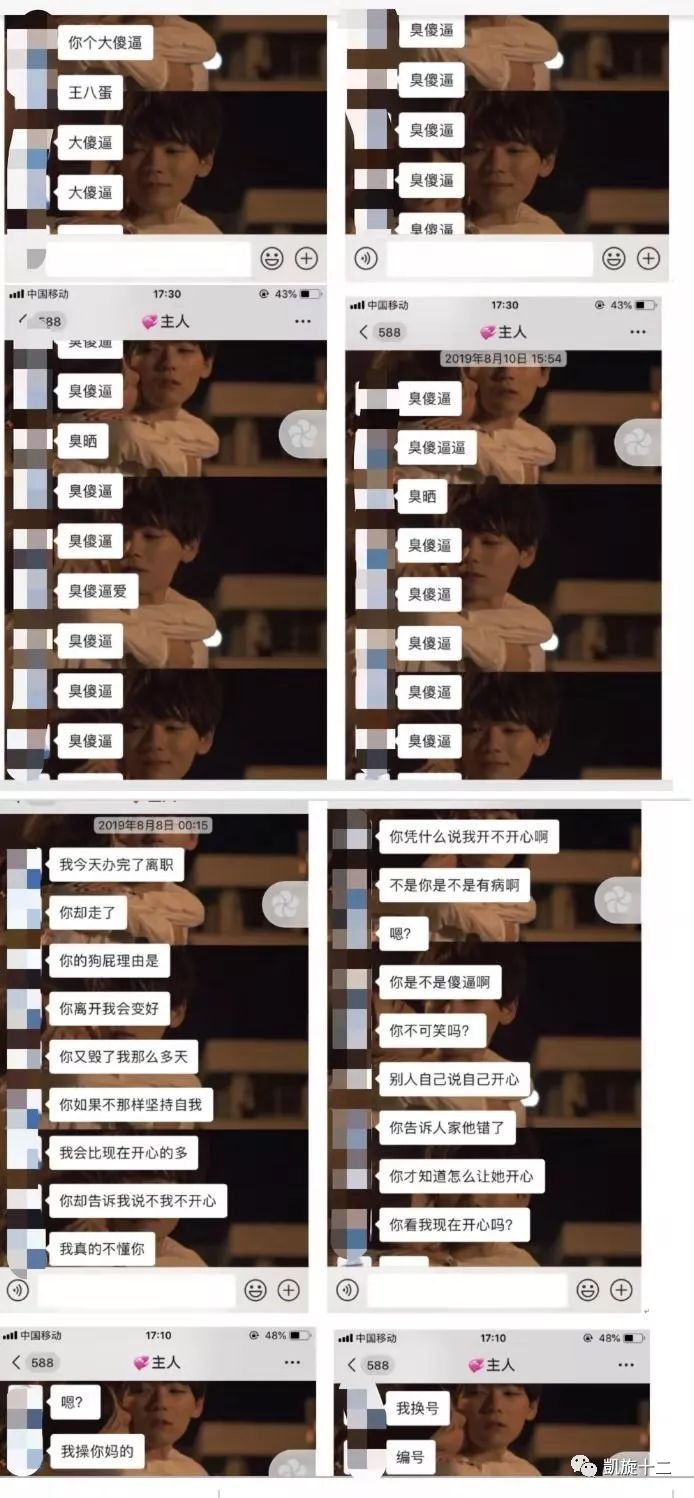 你个大傻逼
王八蛋
大傻逼
大傻逼
臭傻逼
臭傻逼
臭傻逼
臭傻逼
臭傻逼
中国移动 17:30 43%
588 主人
臭傻逼
臭傻逼
臭晒
臭傻逼
臭傻逼
臭傻逼爱
臭傻逼
臭傻逼
臭傻逼
中国移动 17:30 43%
588 主人
2019年8月10日 15:54
臭傻逼
臭傻逼逼
臭晒
臭傻逼
臭傻逼
臭傻逼
臭傻逼
臭傻逼
2019年8月8日 00:15
我今天办完了离职
你却走了
你的狗屁理由是
你离开我会变好
你又毁了我那么多天
你如果不那样坚持自我
我会比现在开心的多
你却告诉我说不我不开心
我真的不懂你
你凭什么说我开不开心啊
不是你是不是有病啊
嗯?
你是不是傻逼啊
你不可笑吗?
别人自己说自己开心
你告诉人家他错了
你才知道怎么让她开心
你看我现在开心吗?
中国移动 17:10 48%
588 主人
嗯?
我操你妈的
中国移动 17:10 48%
588 主人
我换号
编号
凯旋十二